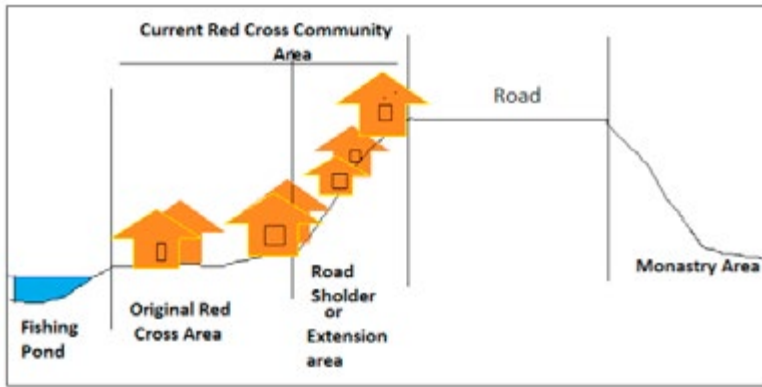 Current Red Cross Community
Area
Road
Fishing
Pond
Original Red
Cross Area
Road
Sholder
or
Extension
area
Monastry Area